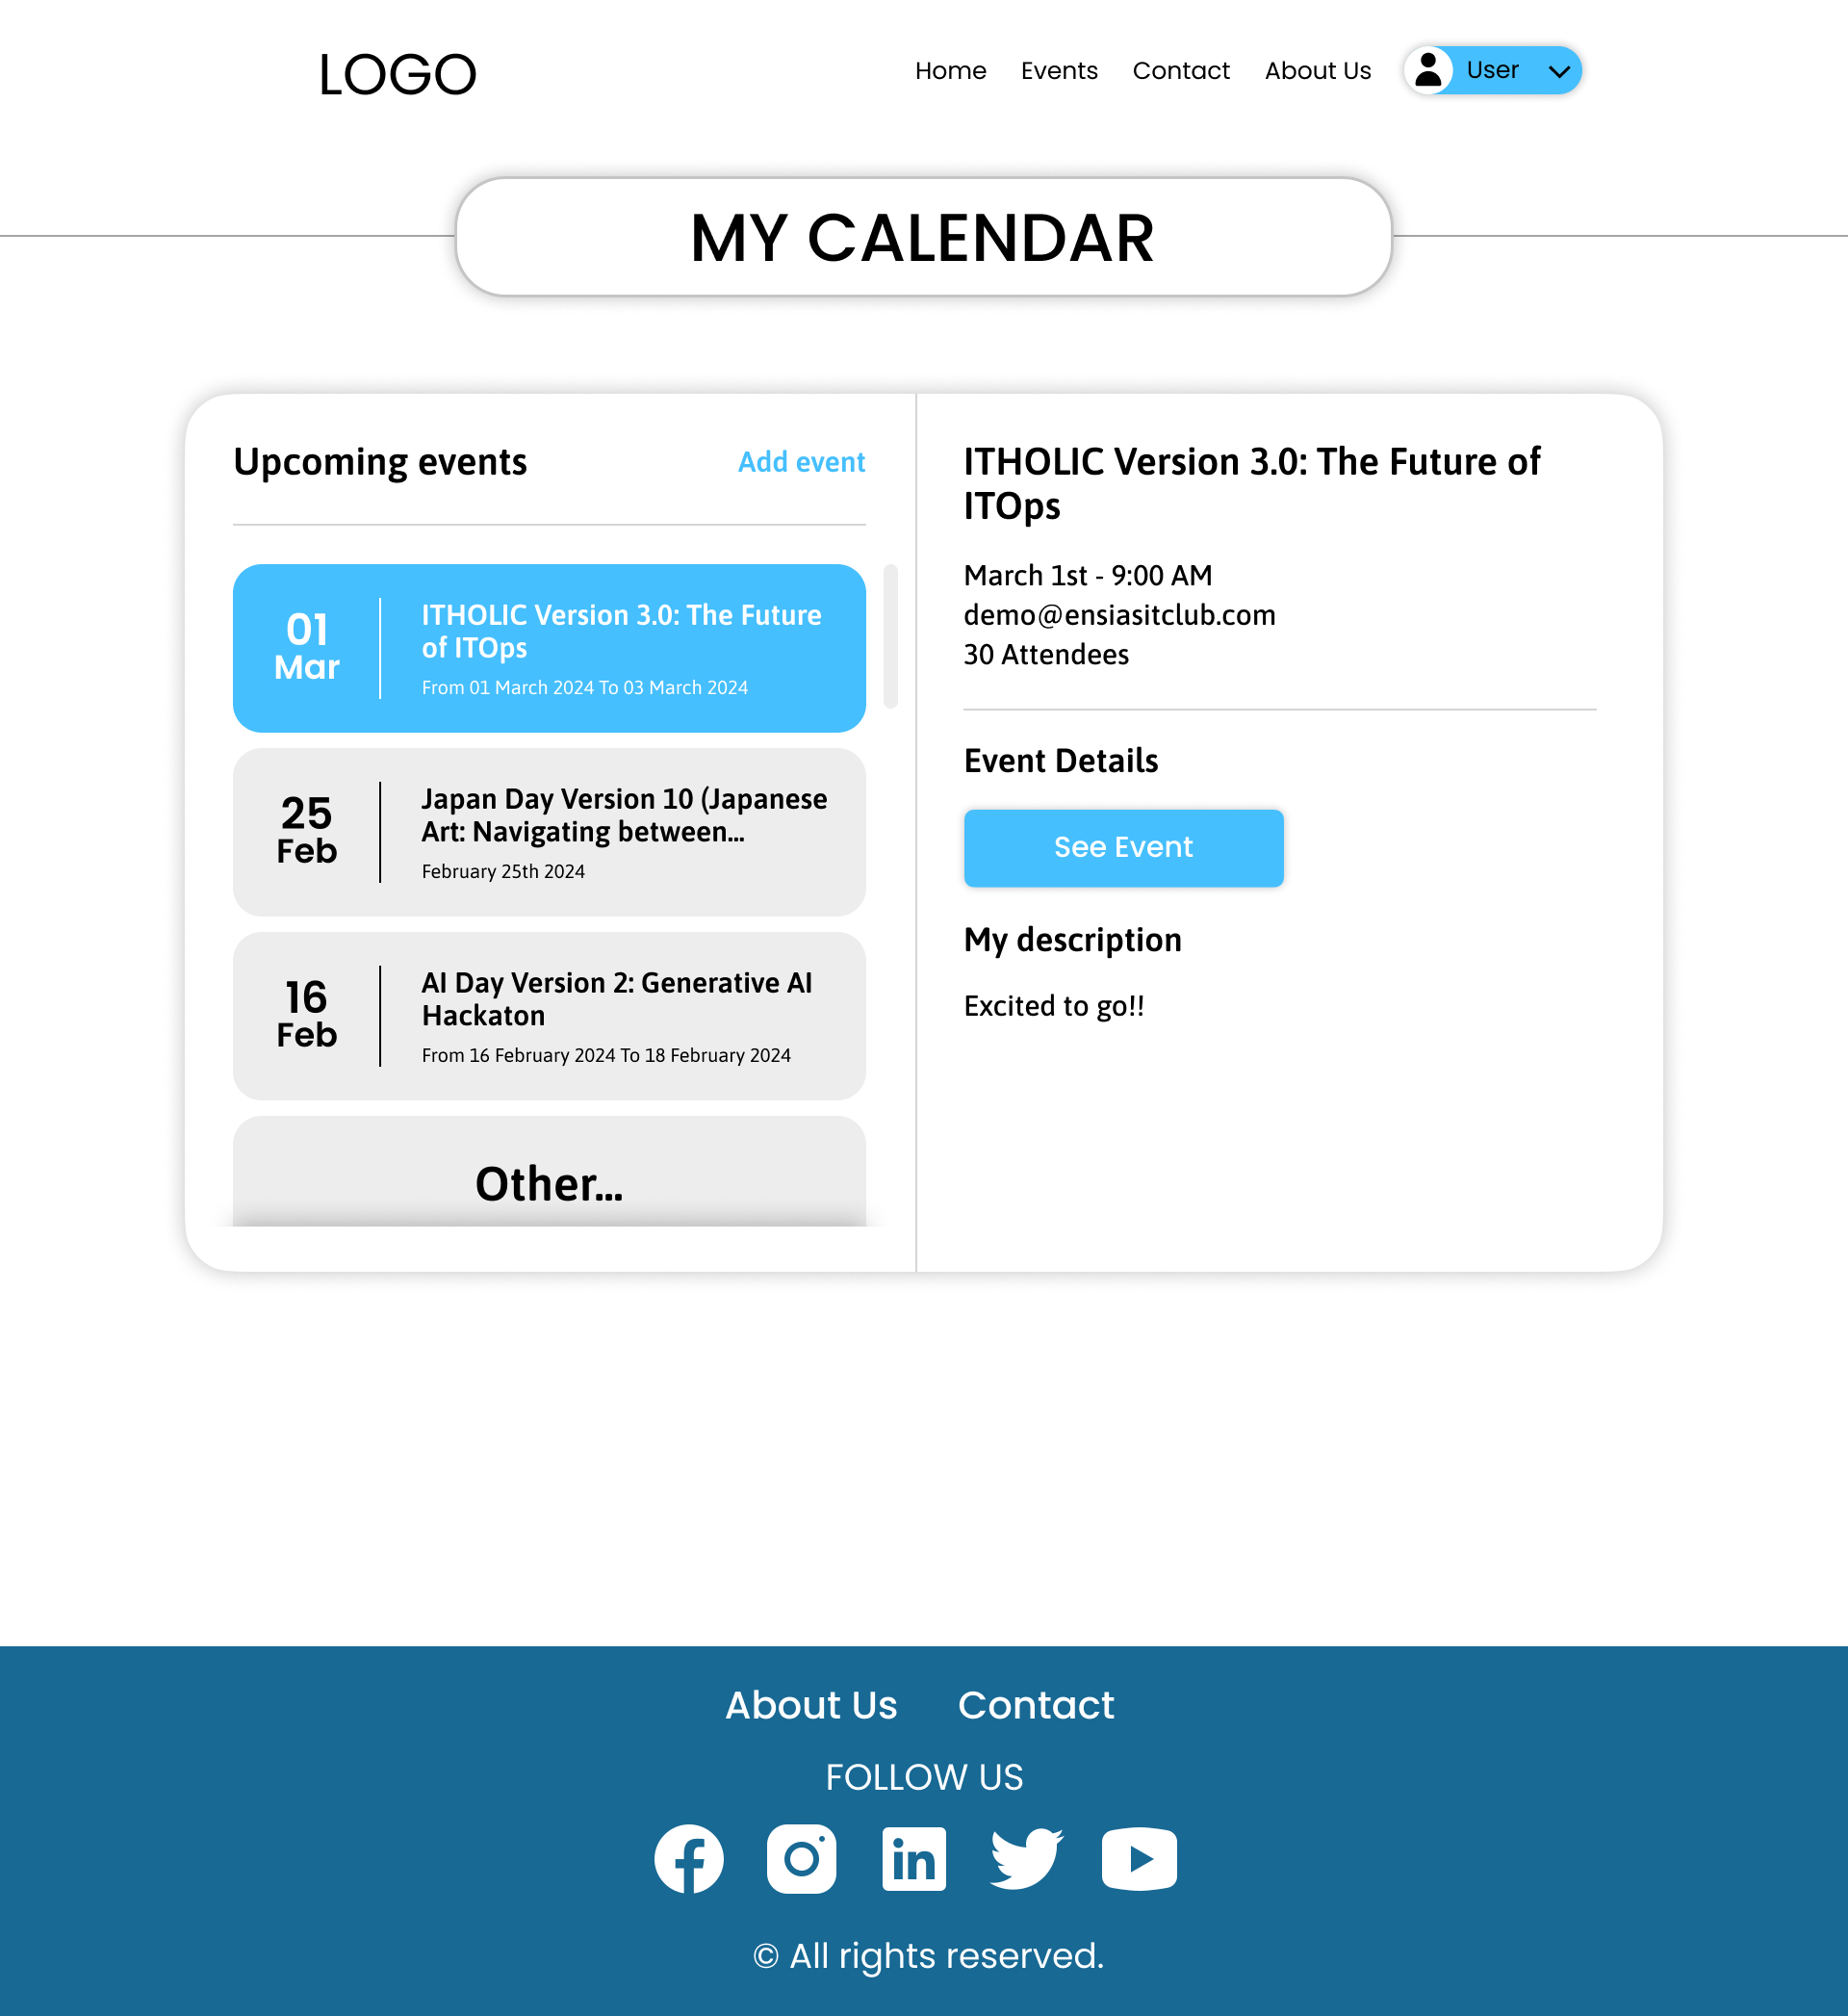 LOGO
Home
Events
Contact
About Us
User
MY CALENDAR
Upcoming events
Add event
01
Mar
ITHOLIC Version 3.0: The Future
of ITOps
From 01 March 2024 To 03 March 2024
25
Feb
Japan Day Version 10 (Japanese
Art: Navigating between...
February 25th 2024
16
Feb
AI Day Version 2: Generative AI
Hackaton
From 16 February 2024 To 18 February 2024
Other...
ITHOLIC Version 3.0: The Future of
ITOps
March 1st - 9:00 AM
demo@ensiasitclub.com
30 Attendees
Event Details
See Event
My description
Excited to go!!
About Us
Contact
FOLLOW US
© All rights reserved.